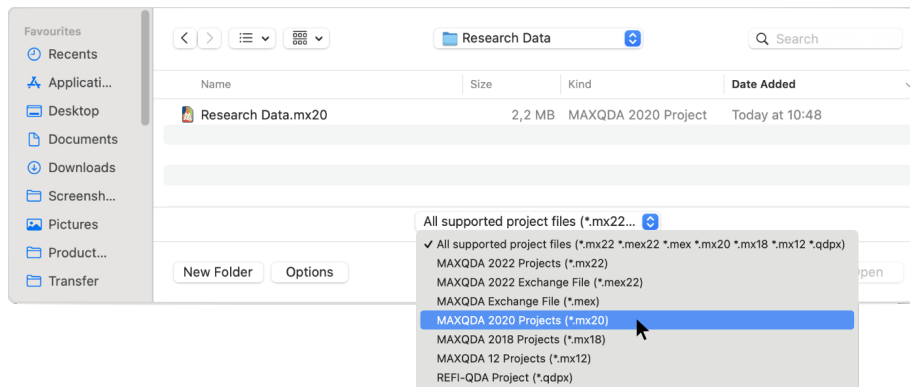 Favourites
Recents
Applicati...
Desktop
Documents
Downloads
Screensh...
Pictures
Product...
Transfer
Research Data
Search
Name Size Kind Date Added
Research Data.mx20 2,2 MB MAXQDA 2020 Project Today at 10:48
All supported project files (*.mx22...
✓ All supported project files (*.mx22 *.mex22 *.mex *.mx20 *.mx18 *.mx12 *.qdpx)
MAXQDA 2022 Projects (*.mx22)
MAXQDA 2022 Exchange File (*.mex22)
MAXQDA Exchange File (*.mex)
MAXQDA 2020 Projects (*.mx20)
MAXQDA 2018 Projects (*.mx18)
MAXQDA 12 Projects (*.mx12)
REFI-QDA Project (*.qdpx)
New Folder Options